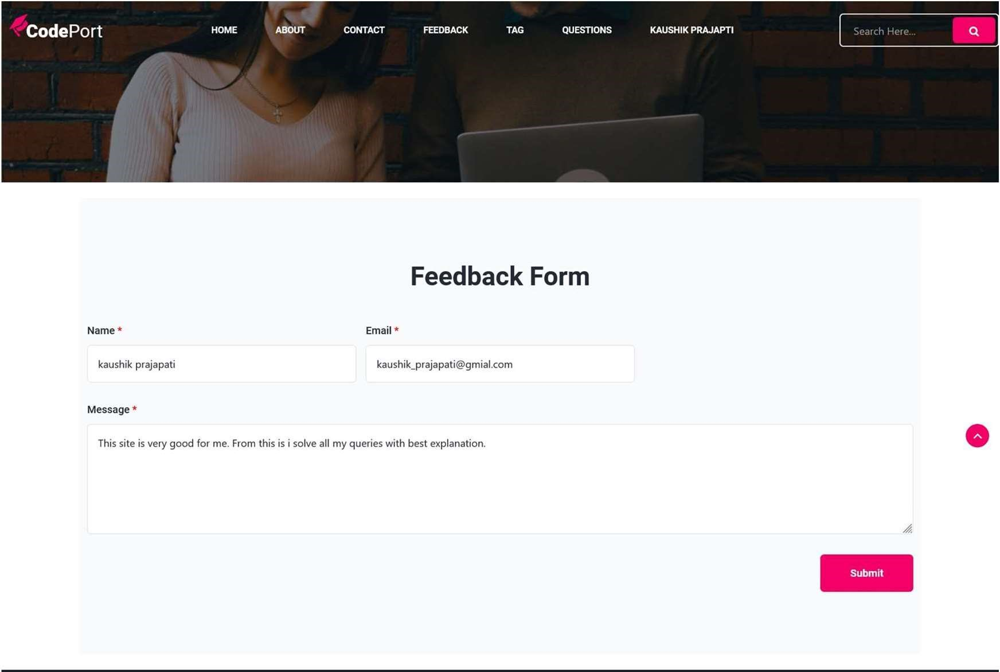 CodePort
HOME ABOUT CONTACT FEEDBACK TAG QUESTIONS KAUSHIK PRAJAPTI
Search Here...
Feedback Form
Name * Email *
kaushik prajapati kaushik_prajapati@gmial.com
Message *
This site is very good for me. From this is i solve all my queries with best explanation.
Submit